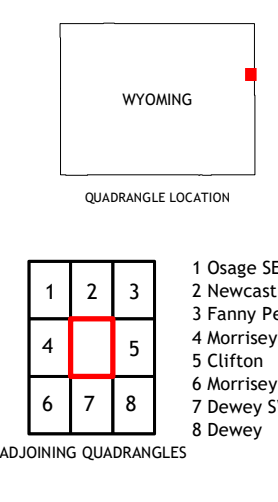 WYOMING
QUADRANGLE LOCATION
1 2 3
4 5
6 7 8
1 Osage SE
2 Newcast
3 Fanny Pe
4 Morrisey
5 Clifton
6 Morrisey
7 Dewey S
8 Dewey
ADJOINING QUADRANGLES